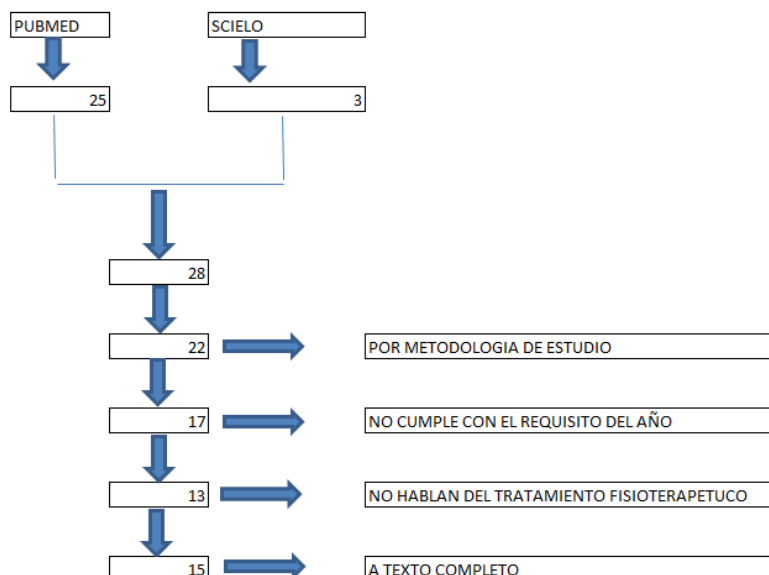 PUBMED
SCIELO
25
3
28
22
POR METODOLOGIA DE ESTUDIO
17
NO CUMPLE CON EL REQUISITO DEL AÑO
13
NO HABLAN DEL TRATAMIENTO FISIOTERAPETUCO
15
A TEXTO COMPLETO